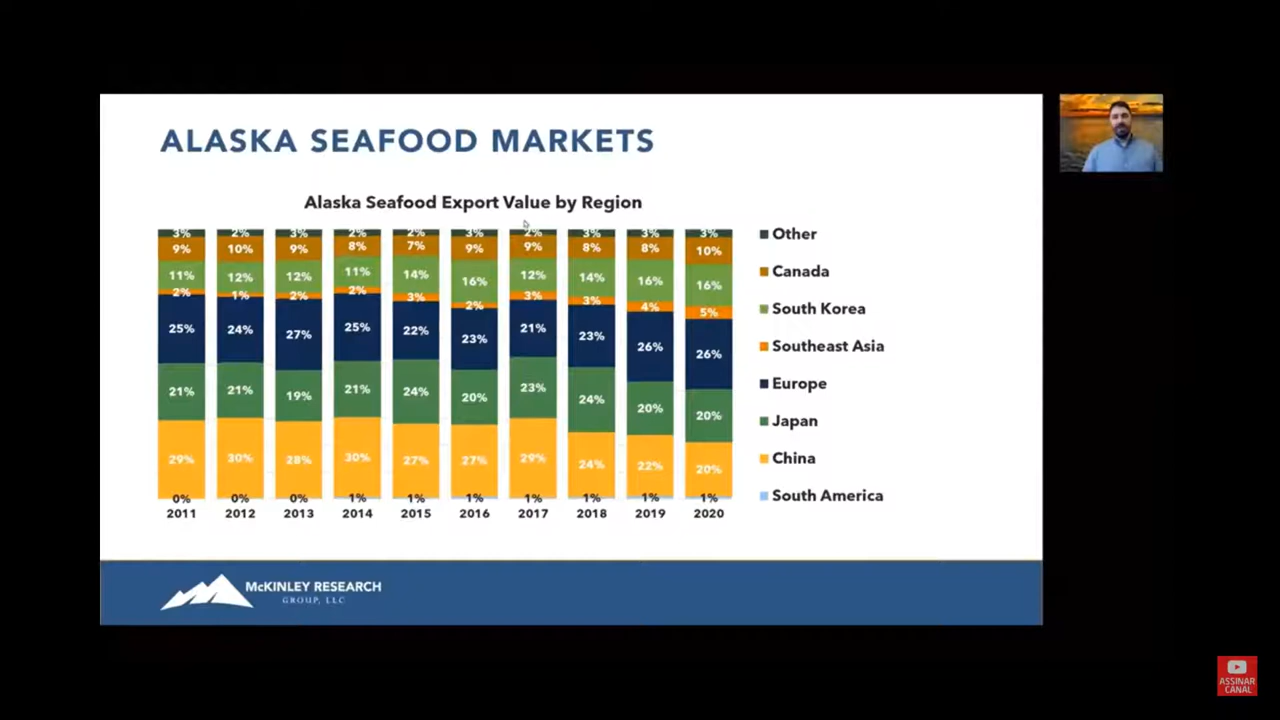 ALASKA SEAFOOD MARKETS
Alaska Seafood Export Value by Region
3% 2% 3% 2% 2% 3% 2% 3% 3% 3%
9% 10% 9% 8% 7% 9% 9% 8% 8% 10%
11% 12% 12% 11% 14% 16% 12% 14% 16% 16%
2% 1% 2% 2% 3% 2% 3% 3% 4% 5%
25% 24% 27% 25% 22% 23% 21% 23% 26% 26%
21% 21% 19% 21% 24% 20% 23% 24% 20% 20%
29% 30% 28% 30% 27% 27% 29% 24% 22% 20%
0% 0% 0% 1% 1% 1% 1% 1% 1% 1%
2011 2012 2013 2014 2015 2016 2017 2018 2019 2020
Other
Canada
South Korea
Southeast Asia
Europe
Japan
China
South America
McKINLEY RESEARCH
GROUP, LLC
ASSINAR
CANAL